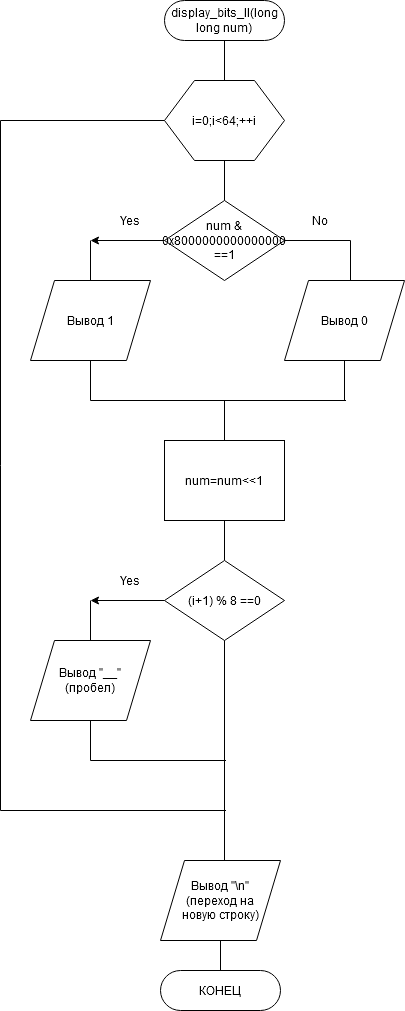 display_bits_ll(long
long num)
i=0;i<64;++i
num &
0x8000000000000000
==1
Yes
No
Вывод 1
Вывод 0
num=num<<1
(i+1) % 8 ==0
Yes
Вывод "__"
(пробел)
Вывод "\n"
(переход на
новую строку)
КОНЕЦ